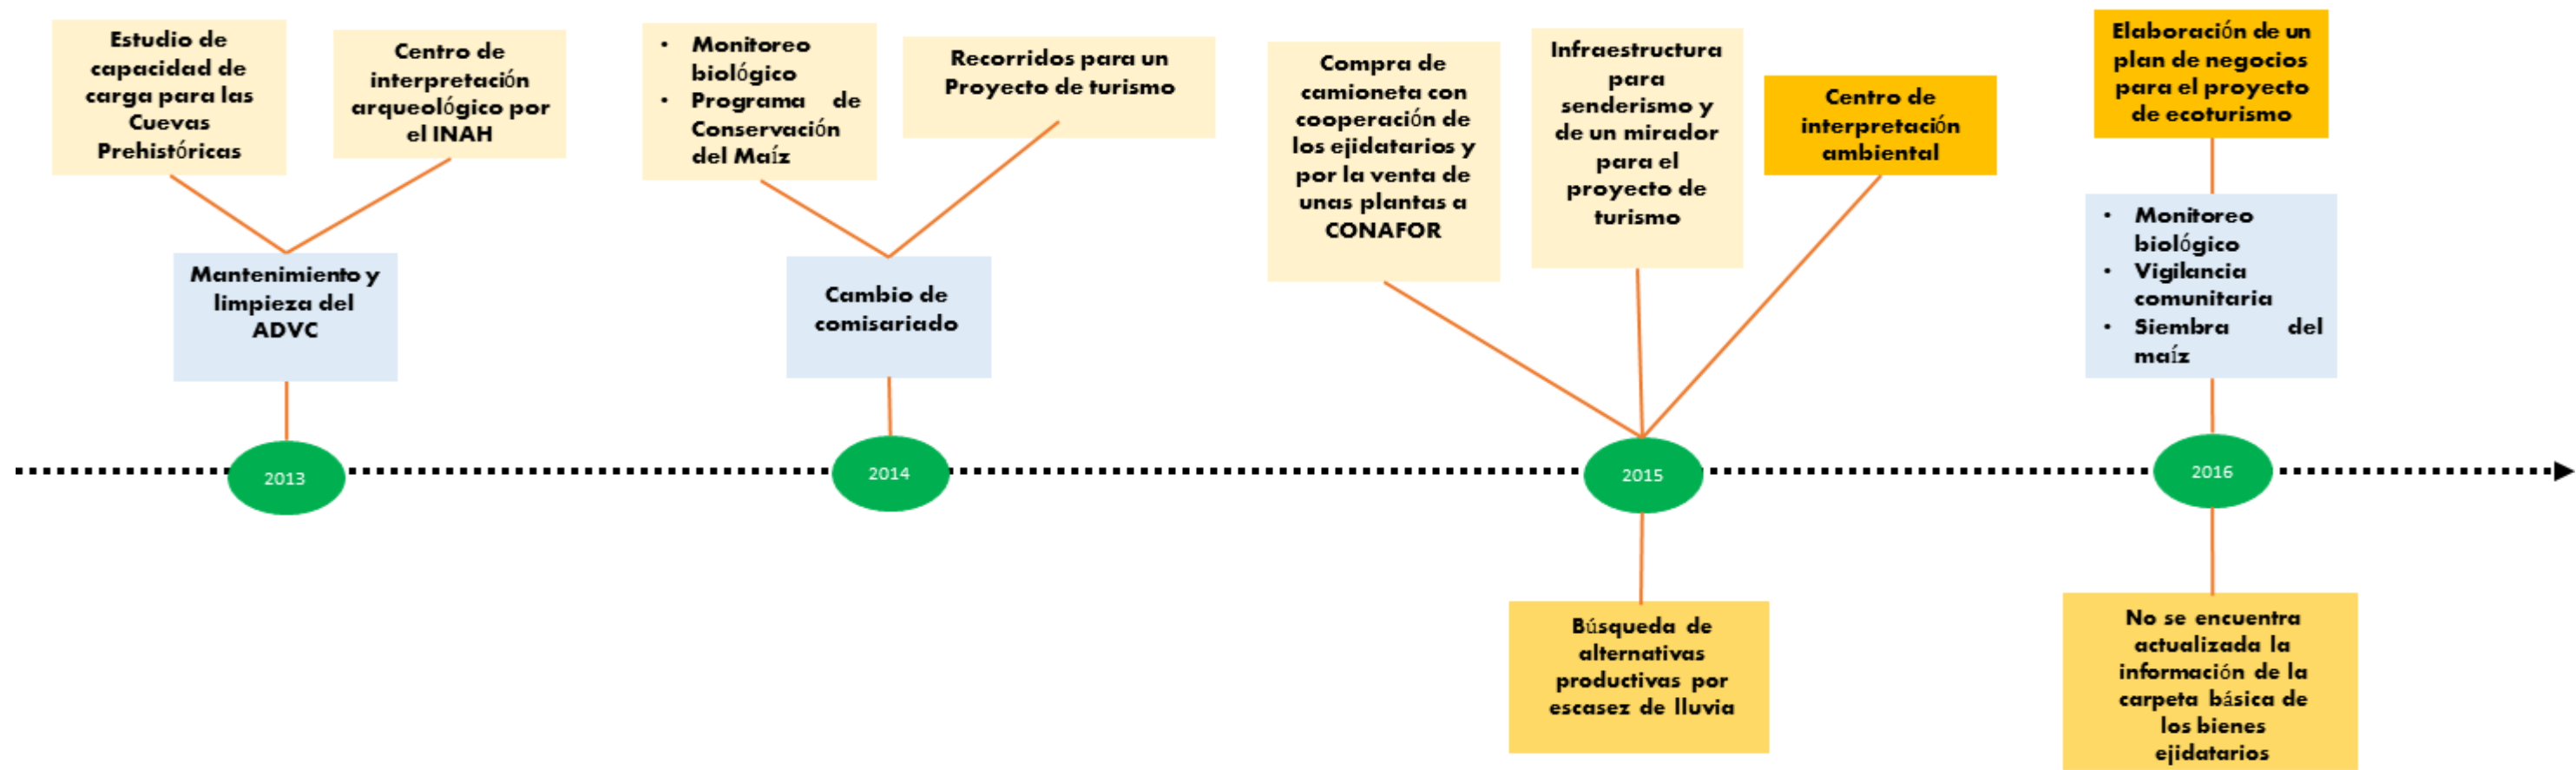 Estudio de
capacidad de
carga para las
Cuevas
Prehistóricas
Centro de
interpretación
arqueológico por
el INAH
Mantenimiento y
limpieza del
ADVC
2013
• Monitoreo
biológico
• Programa de
Conservación
del Maíz
Recorridos para un
Proyecto de turismo
Cambio de
comisariado
2014
Compra de
camioneta con
cooperación de
los ejidatarios y
por la venta de
unas plantas a
CONAFOR
Infraestructura
para
senderismo y
de un mirador
para el
proyecto de
turismo
Centro de
interpretación
ambiental
2015
Búsqueda de
alternativas
productivas por
escasez de lluvia
Elaboración de un
plan de negocios
para el proyecto
de ecoturismo
• Monitoreo
biológico
• Vigilancia
comunitaria
• Siembra del
maíz
2016
No se encuentra
actualizada la
información de la
carpeta básica de
los bienes
ejidatarios